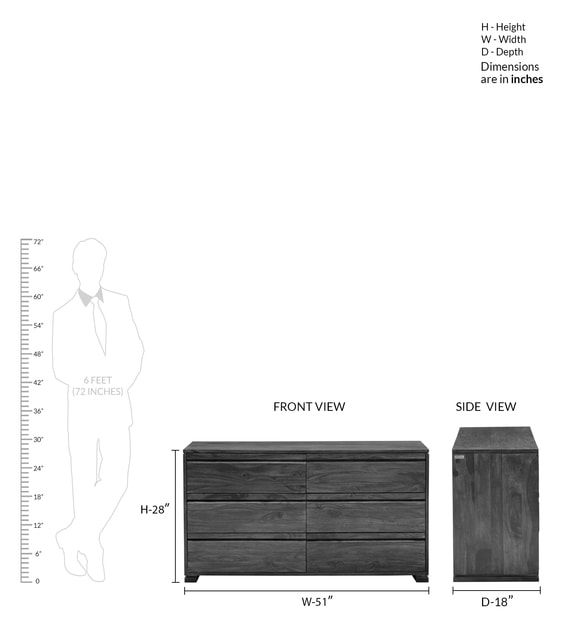 H - Height
W - Width
D - Depth
Dimensions
are in inches
72"
66"
60"
54"
48"
42"
36"
30"
24"
18"
12"
6"
0
6 FEET
(72 INCHES)
FRONT VIEW
SIDE VIEW
H-28"
W-51"
D-18"